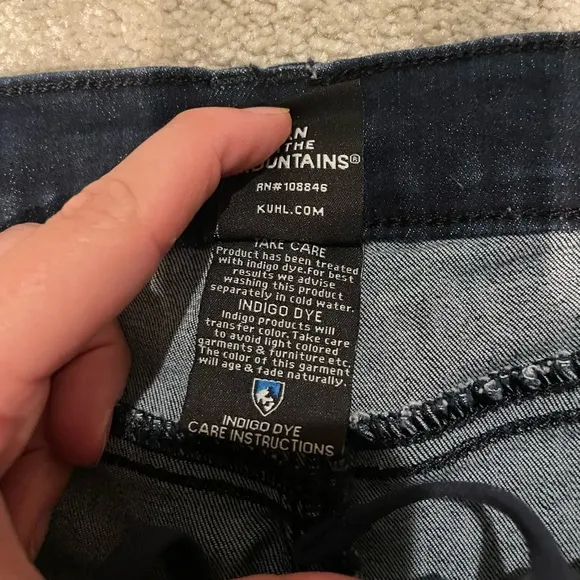 THE
MOUNTAINS®
RN#108846
KUHL.COM
TAKE CARE
Product has been treated
with indigo dye.For best
results we advise
washing this product
separately in cold water.
INDIGO DYE
Indigo products will
transfer color. Take care
to avoid light colored
garments & furniture etc.
The color of this garment
will age & fade naturally.
INDIGO DYE
CARE INSTRUCTIONS